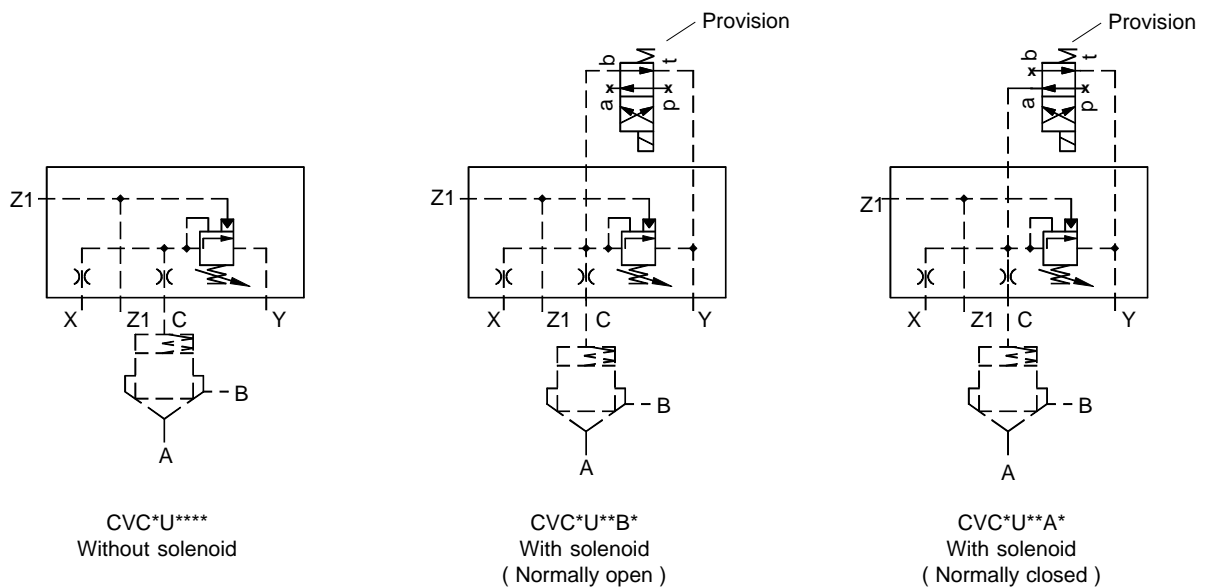 Provision
b t
a p
Z1
X Z1 C Y
B
A
CVC*U****
Without solenoid
Z1
X Z1 C Y
B
A
CVC*U**B*
With solenoid
( Normally open )
Provision
b t
a p
Z1
X Z1 C Y
B
A
CVC*U**A*
With solenoid
( Normally closed )